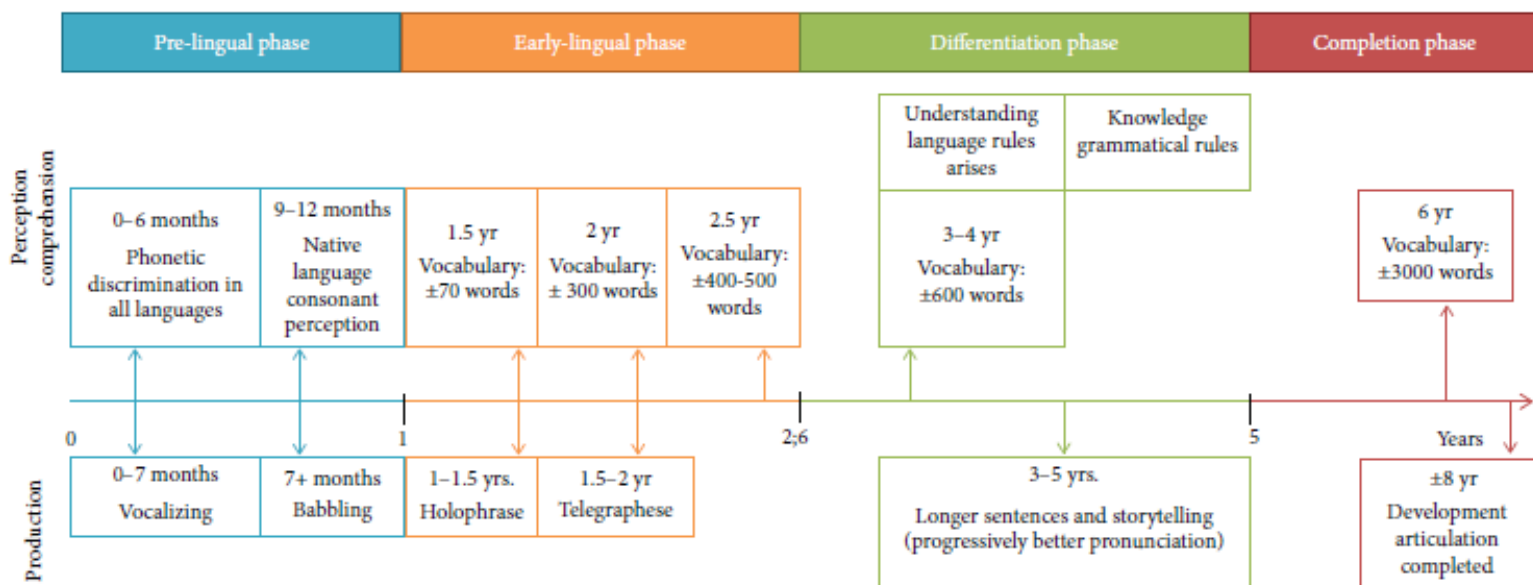 Pre-lingual phase
Early-lingual phase
Differentiation phase
Completion phase
Perception
comprehension
0–6 months
Phonetic
discrimination in
all languages
9–12 months
Native
language
consonant
perception
1.5 yr
Vocabulary:
±70 words
2 yr
Vocabulary:
± 300 words
2.5 yr
Vocabulary:
±400-500
words
Understanding
language rules
arises
Knowledge
grammatical rules
3–4 yr
Vocabulary:
±600 words
6 yr
Vocabulary:
±3000 words
0
1
2;6
5
Years
Production
0–7 months
Vocalizing
7+ months
Babbling
1–1.5 yrs.
Holophrase
1.5–2 yr
Telegraphese
3–5 yrs.
Longer sentences and storytelling
(progressively better pronunciation)
±8 yr
Development
articulation
completed